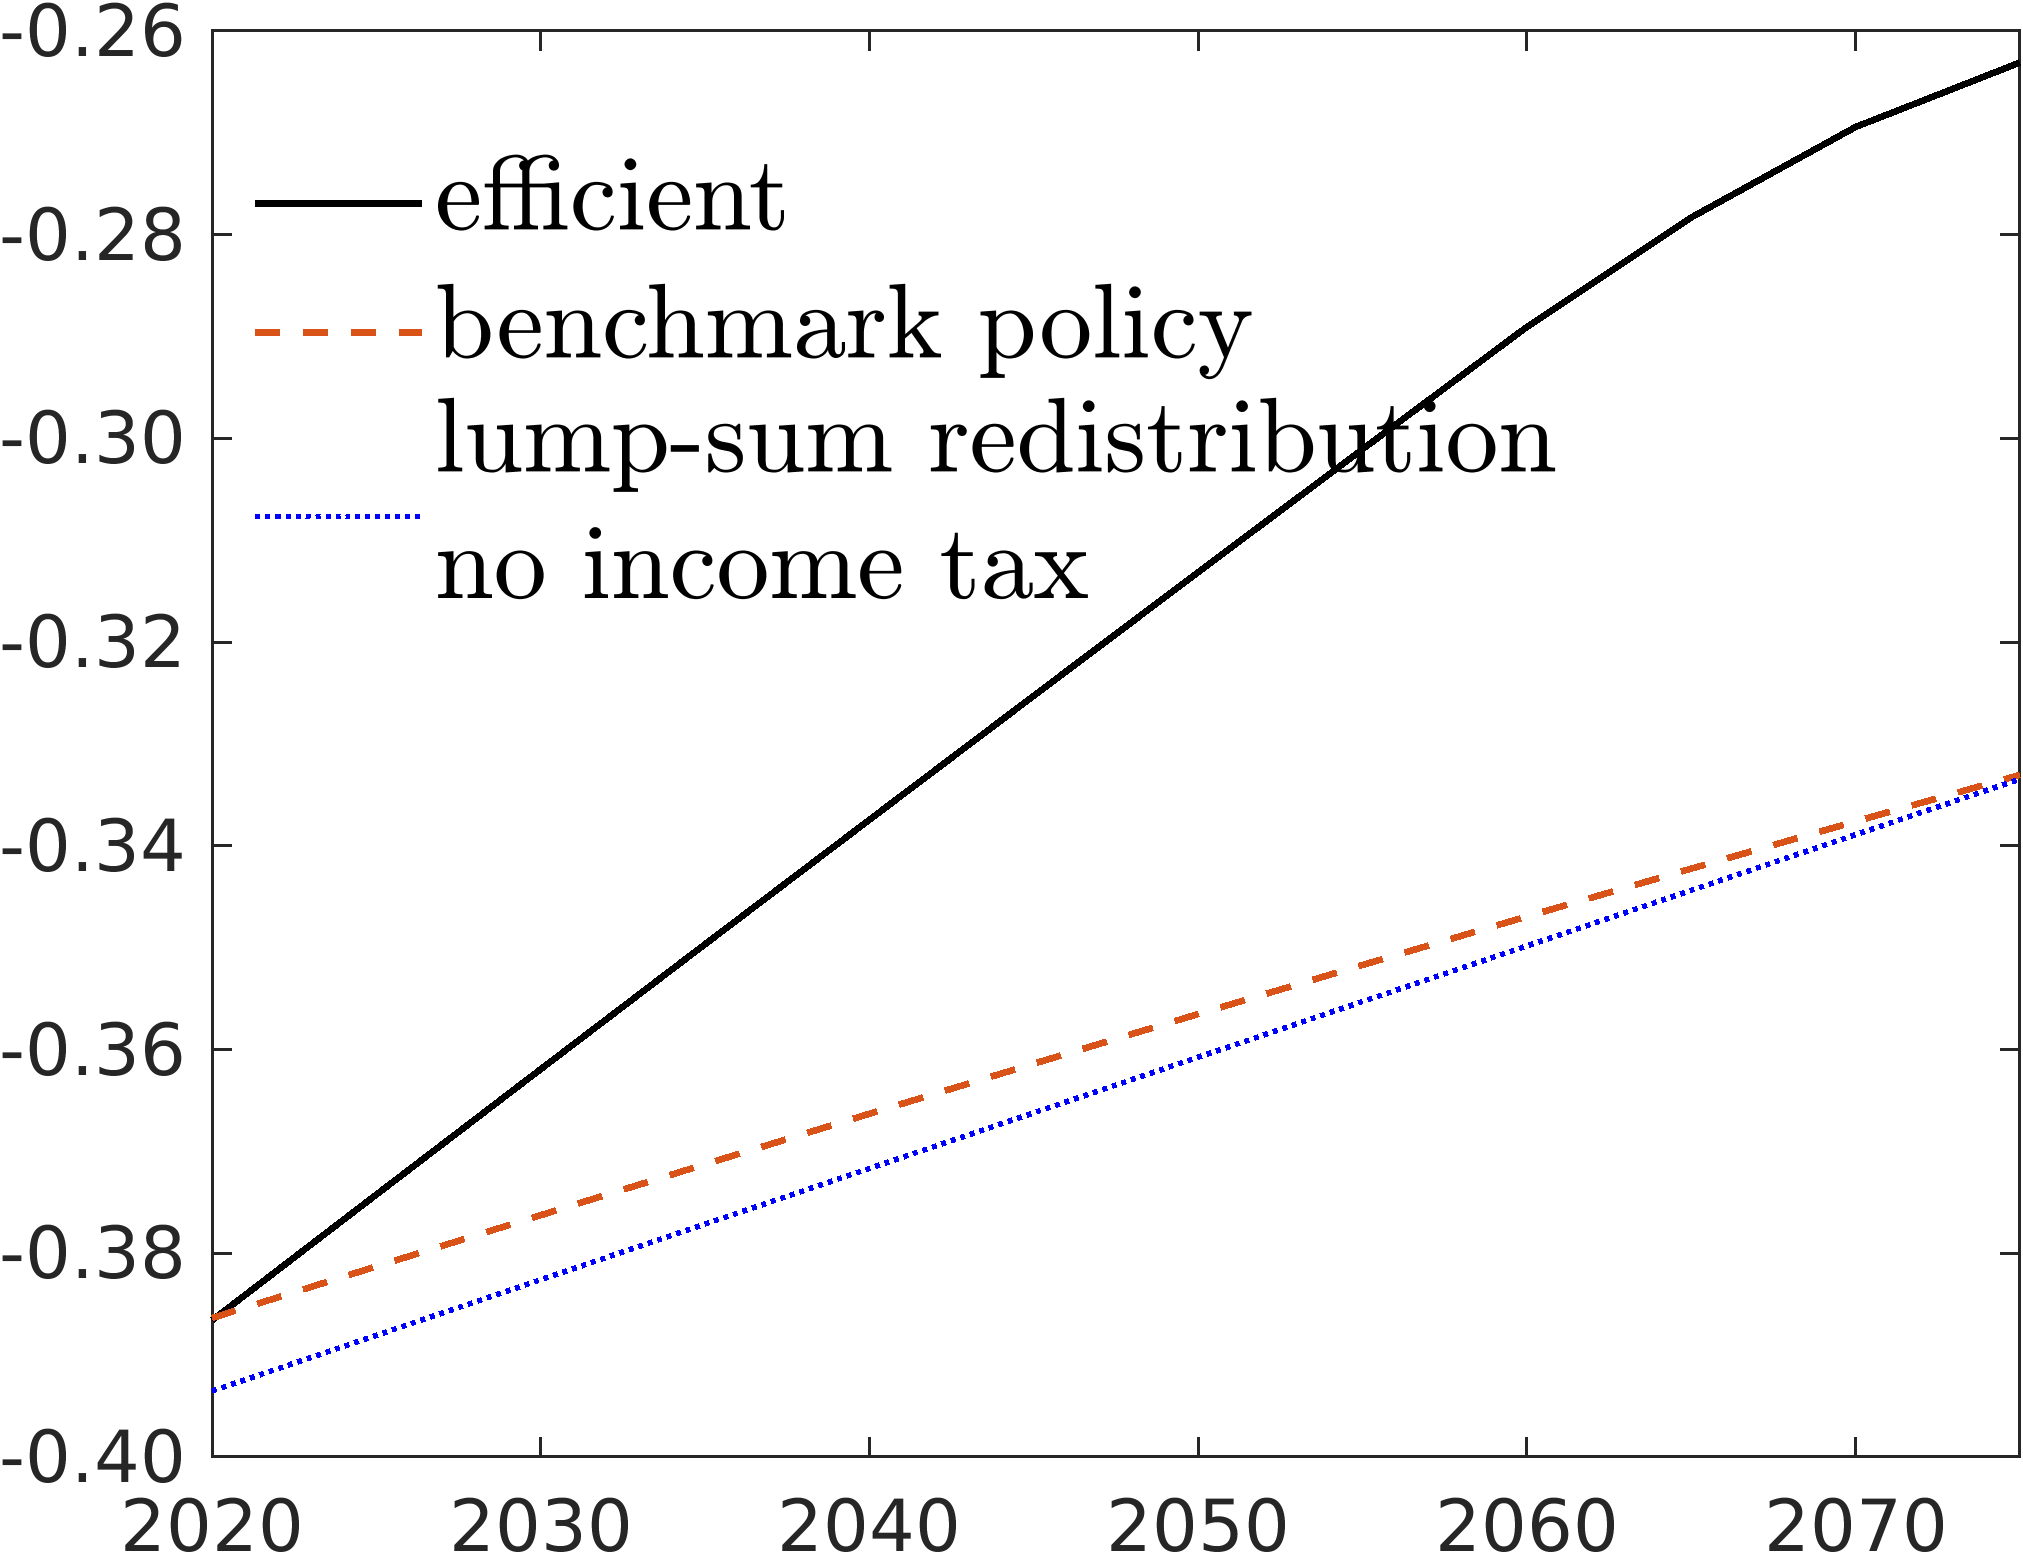 -0.26
efficient
-0.28
benchmark policy
lump-sum redistribution
-0.30
no income tax
-0.32
-0.34
-0.36
-0.38
-0.40
2020 2030 2040 2050 2060 2070